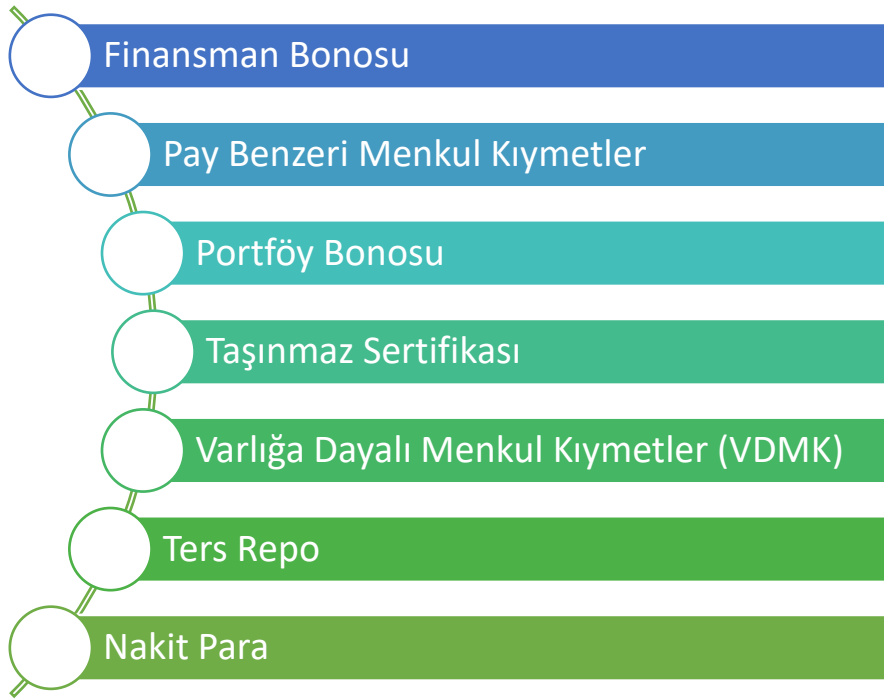 Finansman Bonosu
Pay Benzeri Menkul Kıymetler
Portföy Bonosu
Taşınmaz Sertifikası
Varlığa Dayalı Menkul Kıymetler (VDMK)
Ters Repo
Nakit Para